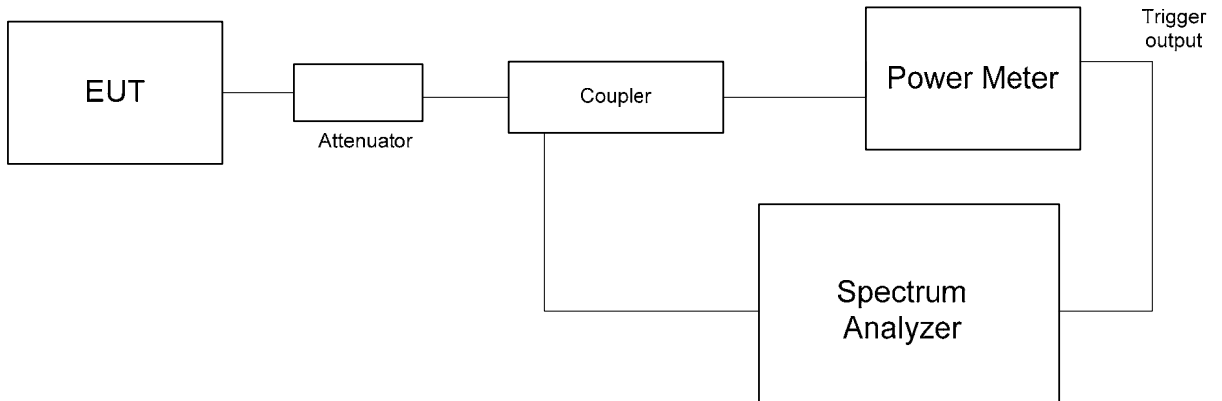 Trigger
output
EUT
Attenuator
Coupler
Power Meter
Spectrum
Analyzer